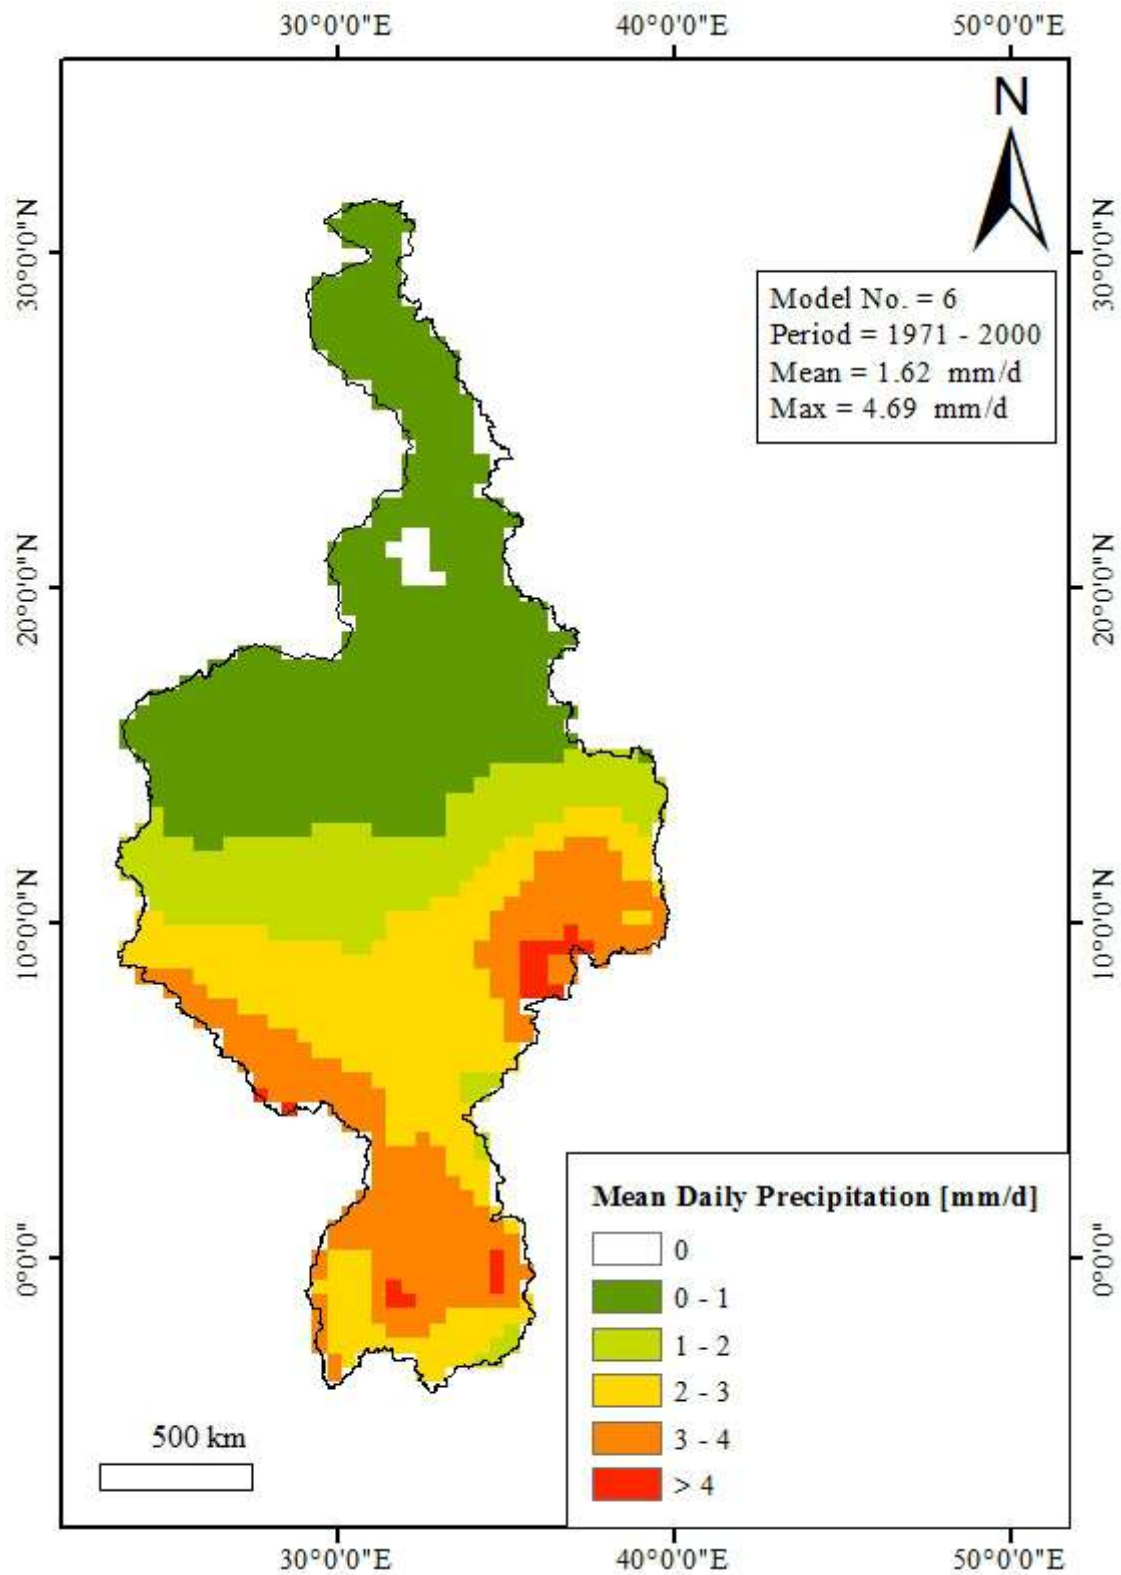 30°0'0"E 40°0'0"E 50°0'0"E
N
30°0'0"N 30°0'0"N
Model No. = 6
Period = 1971 - 2000
Mean = 1.62 mm/d
Max = 4.69 mm/d
20°0'0"N 20°0'0"N
10°0'0"N 10°0'0"N
0°0'0" 0°0'0"
Mean Daily Precipitation [mm/d]
0
0 - 1
1 - 2
2 - 3
3 - 4
> 4
500 km
30°0'0"E 40°0'0"E 50°0'0"E